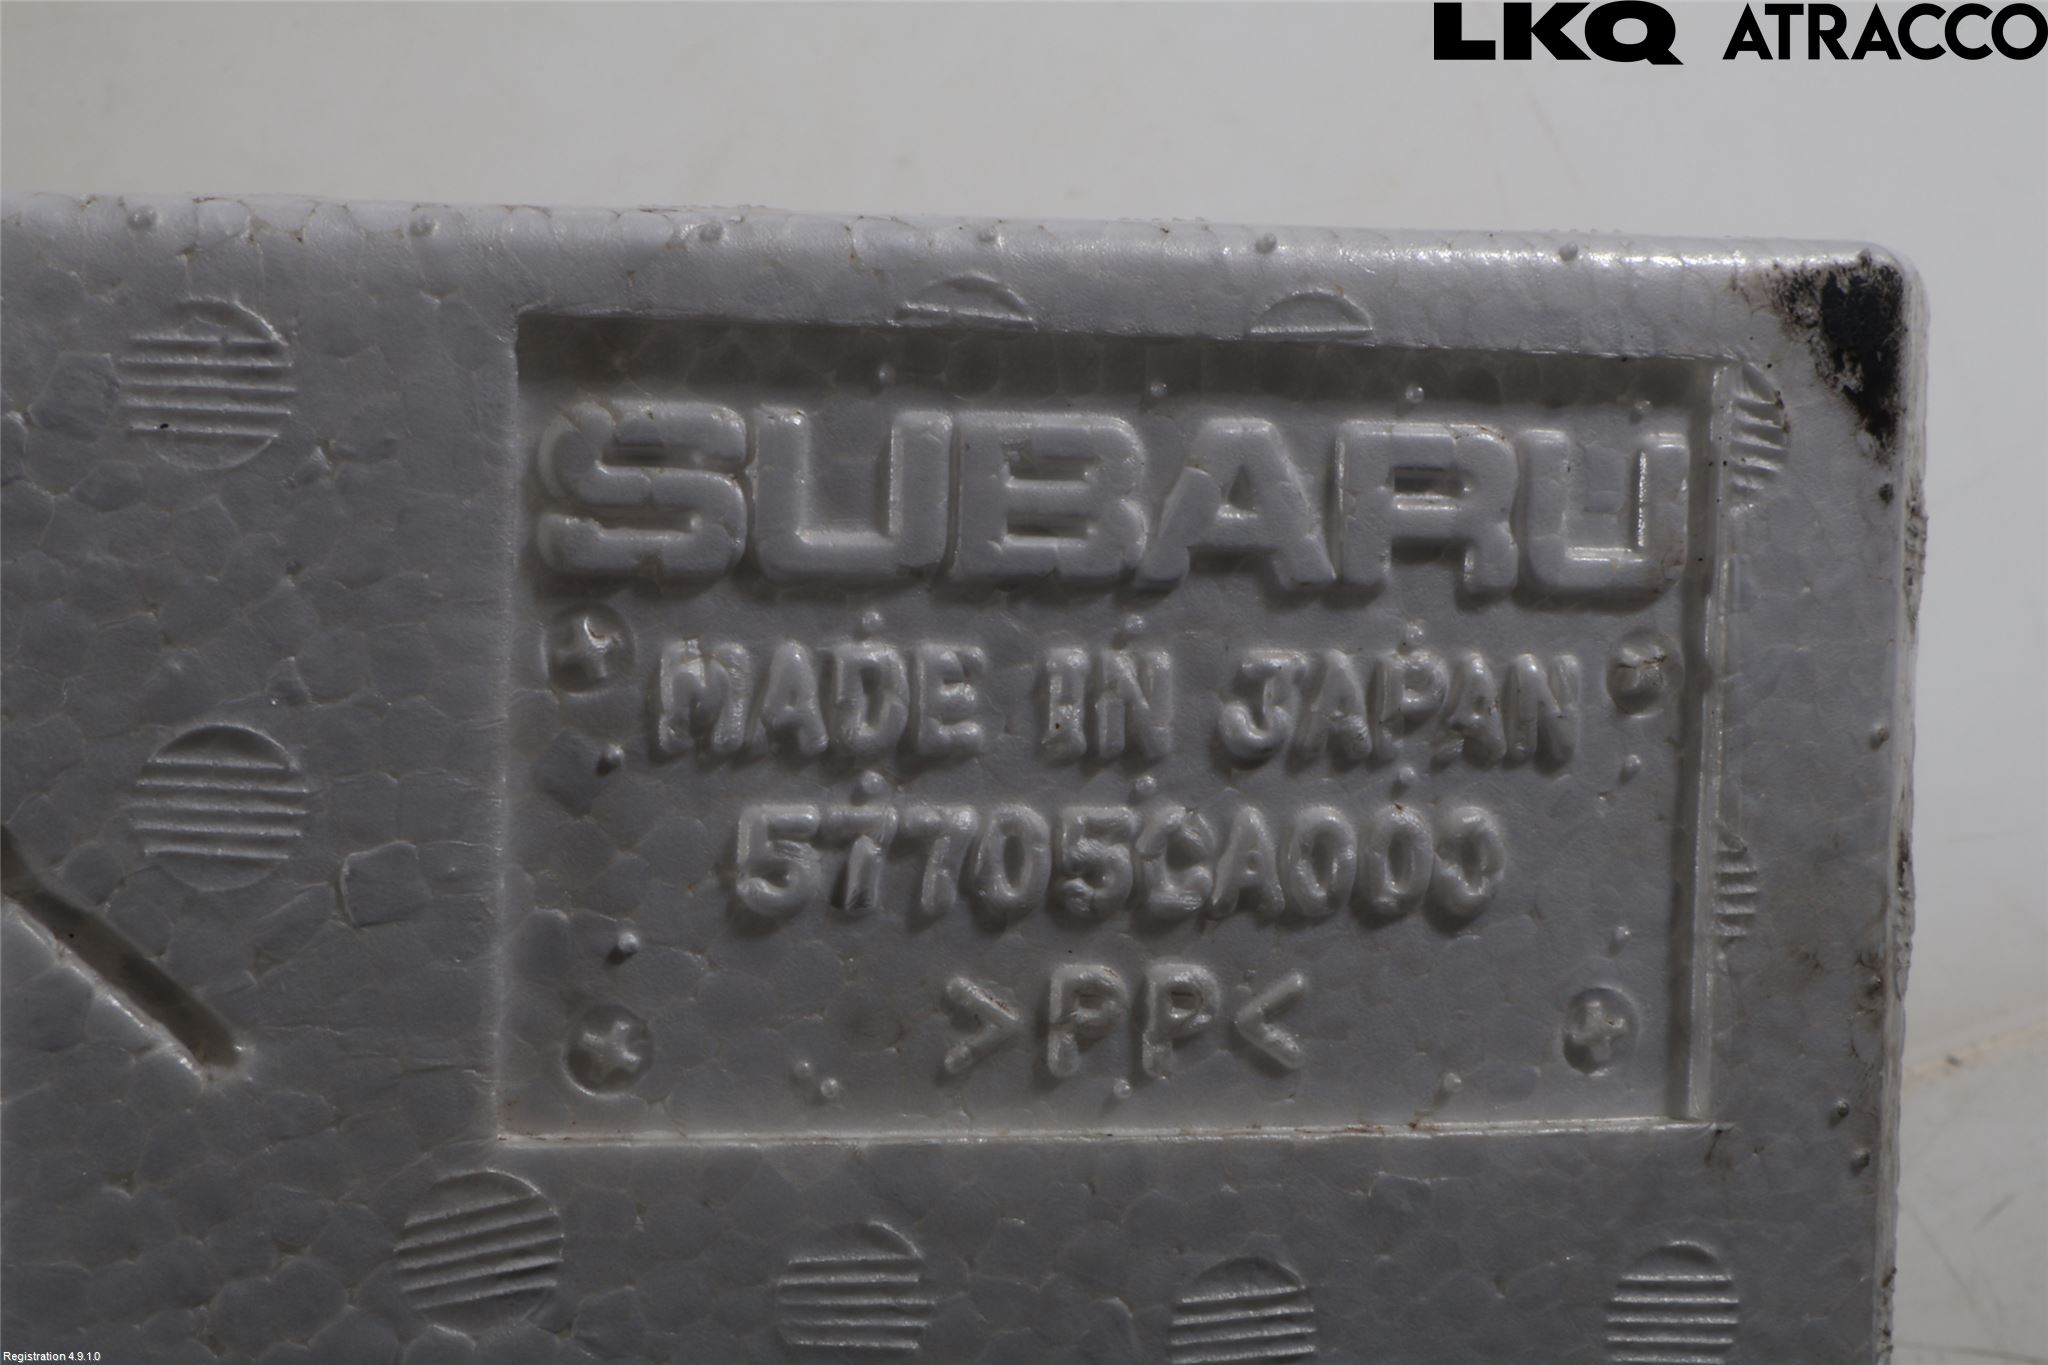 LKQ ATRACCO
SUBARU
MADE IN JAPAN
57705CA000
>PP<
Registration 4.9.1.0